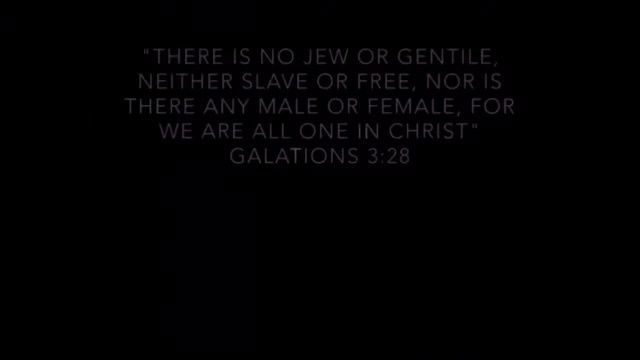 "THERE IS NO JEW OR GENTILE,
NEITHER SLAVE OR FREE, NOR IS
THERE ANY MALE OR FEMALE, FOR
WE ARE ALL ONE IN CHRIST"
GALATIONS 3:28